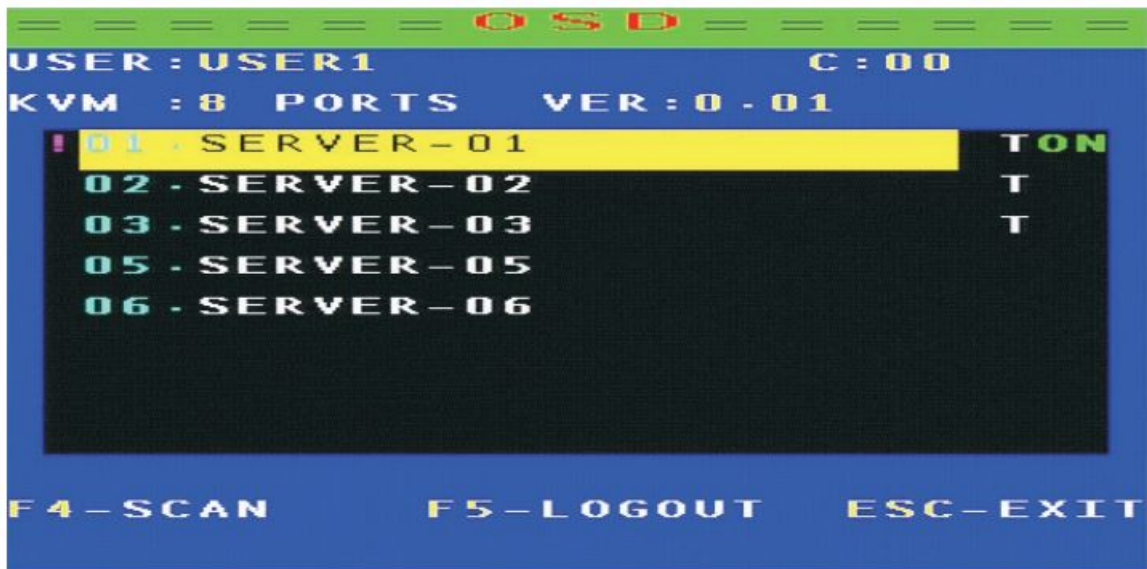 = = = = = = OSD = = = = = =
USER:USER1 C:00
KVM :8 PORTS VER:0.01
! 01.SERVER-01 T ON
02.SERVER-02 T
03.SERVER-03 T
05.SERVER-05
06.SERVER-06
F4-SCAN F5-LOGOUT ESC-EXIT